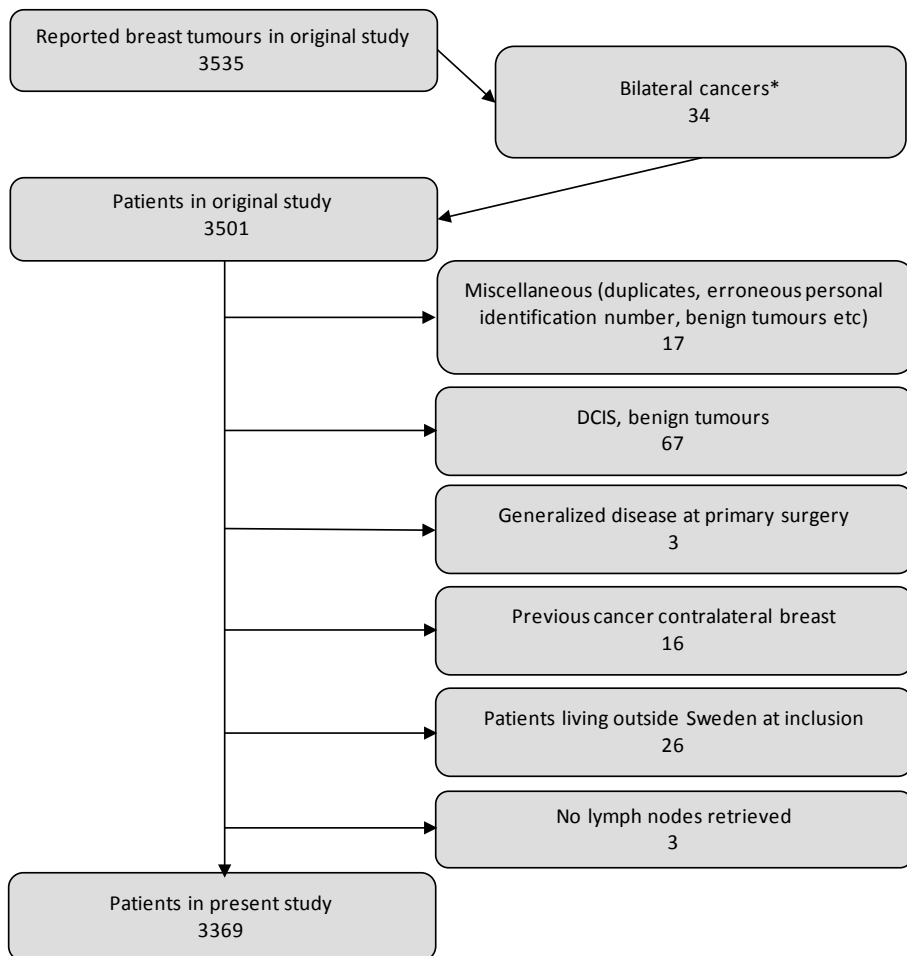 Reported breast tumours in original study
3535
Bilateral cancers*
34
Patients in original study
3501
Miscellaneous (duplicates, erroneous personal
identification number, benign tumours etc)
17
DCIS, benign tumours
67
Generalized disease at primary surgery
3
Previous cancer contralateral breast
16
Patients living outside Sweden at inclusion
26
No lymph nodes retrieved
3
Patients in present study
3369